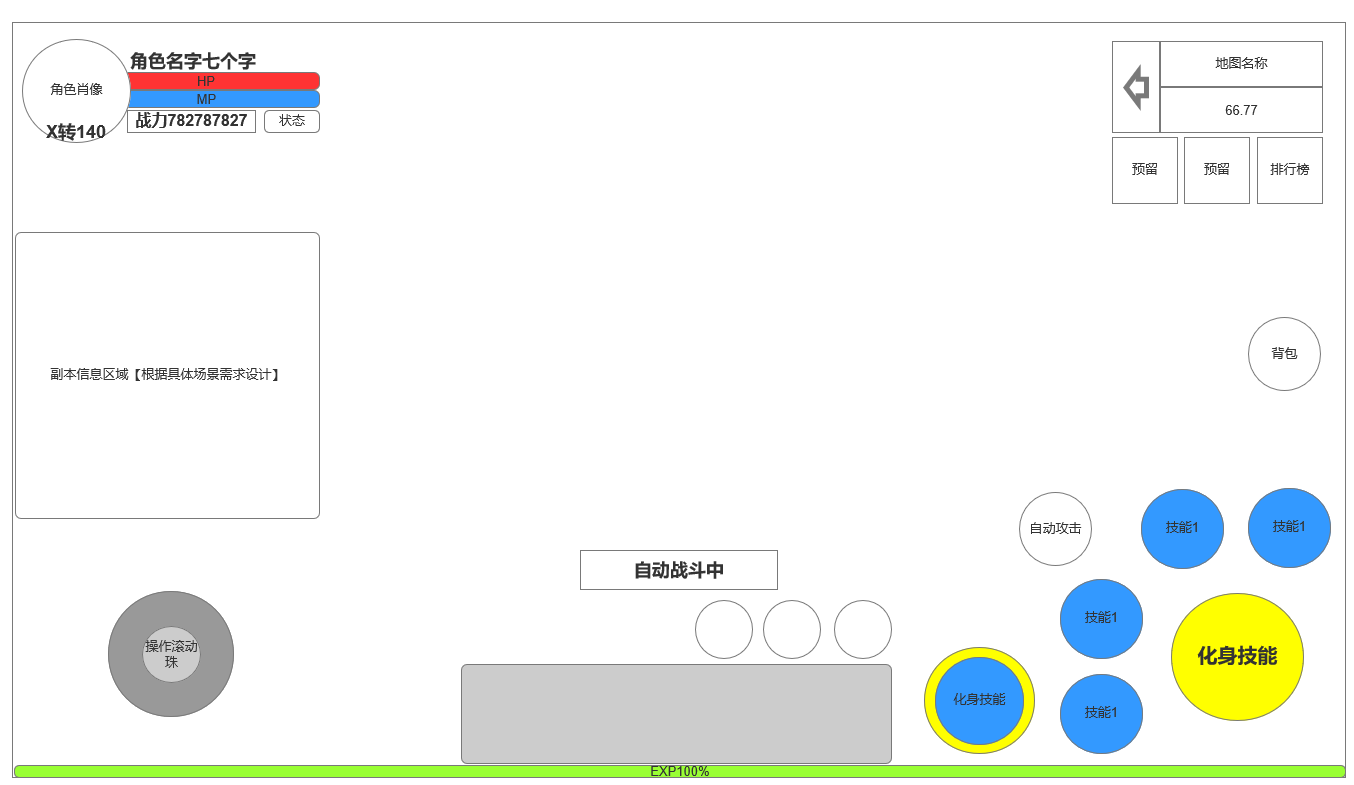 角色肖像
X转140
角色名字七个字
HP
MP
战力782787827
状态
地图名称
66.77
预留
预留
排行榜
副本信息区域【根据具体场景需求设计】
背包
自动攻击
技能1
技能1
自动战斗中
技能1
化身技能
操作滚动
珠
化身技能
技能1
EXP100%